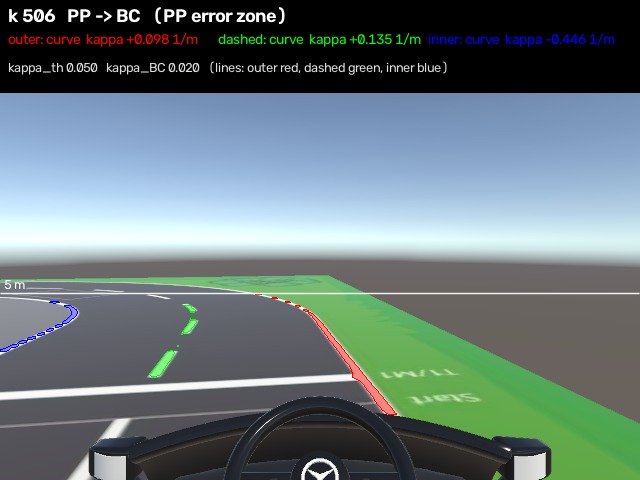 k 506 PP -> BC (PP error zone)
outer: curve kappa +0.098 1/m dashed: curve kappa +0.135 1/m inner: curve kappa -0.446 1/m
kappa_th 0.050 kappa_BC 0.020 (lines: outer red, dashed green, inner blue)
5 m
T1/M1
Start